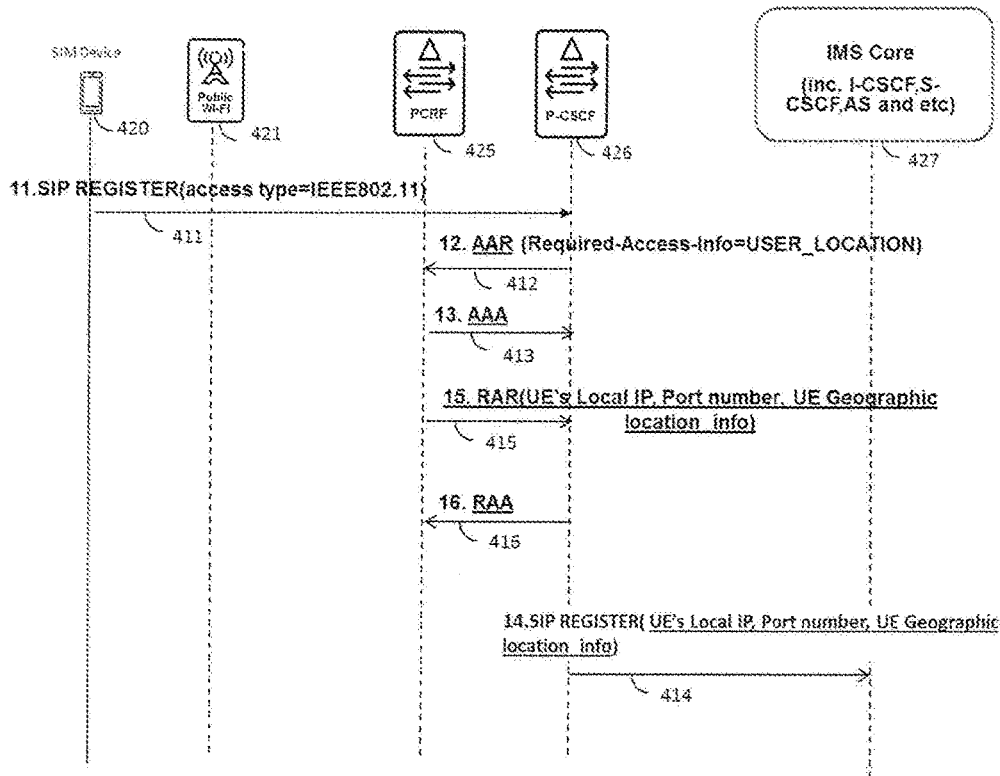 SIM Device
420
Public
Wi-Fi
421
PCRF
425
P-CSCF
426
IMS Core
(inc. I-CSCF,S-
CSCF,AS and etc)
427
11.SIP REGISTER(access type=IEEE802.11)
411
12. AAR (Required-Access-Info=USER_LOCATION)
412
13. AAA
413
15. RAR(UE's Local IP, Port number, UE Geographic
location_info)
415
16. RAA
416
14.SIP REGISTER( UE's Local IP, Port number, UE Geographic
location_info)
414